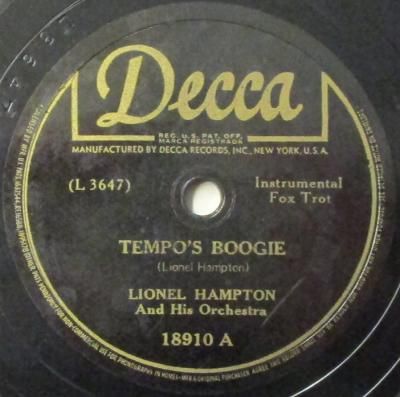 Decca
REG. U.S. PAT. OFF.
MARCA REGISTRADA
MANUFACTURED BY DECCA RECORDS, INC., NEW YORK, U.S.A.
(L 3647)
Instrumental
Fox Trot
TEMPO'S BOOGIE
(Lionel Hampton)
LIONEL HAMPTON
And His Orchestra
18910 A